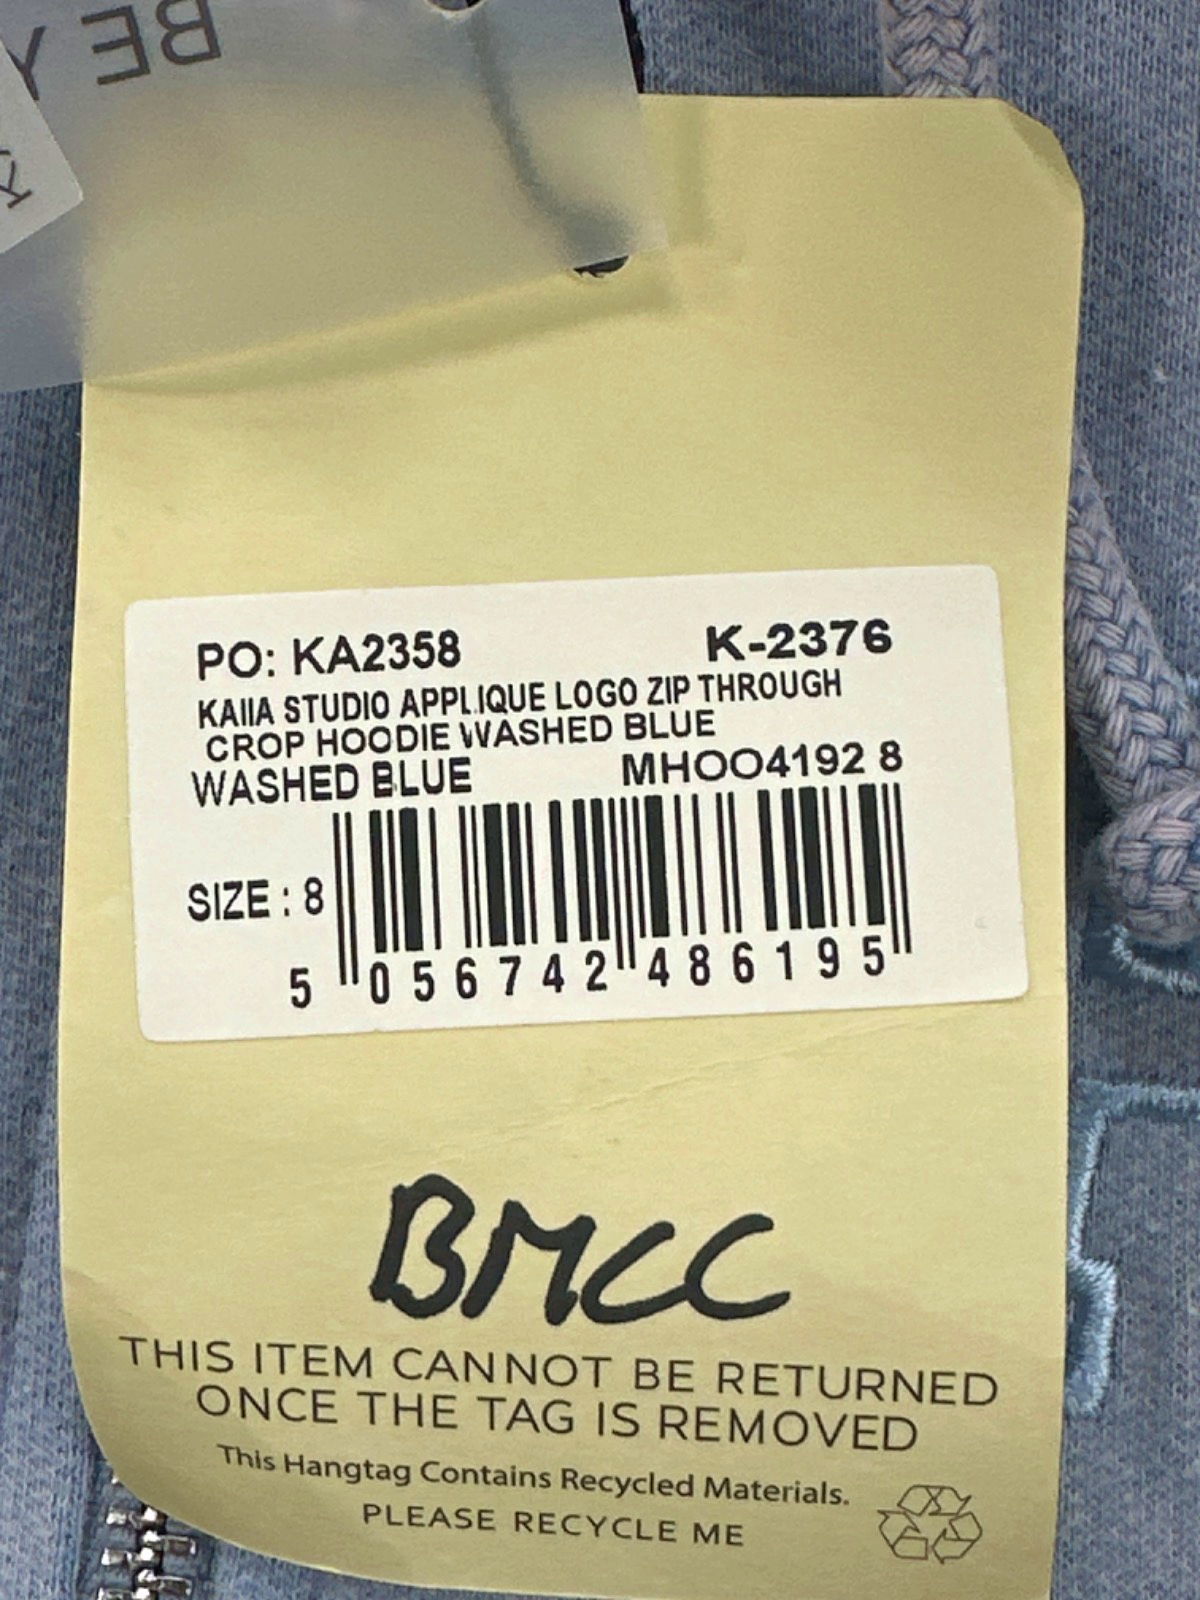 BE
PO: KA2358 K-2376
KAIIA STUDIO APPLIQUE LOGO ZIP THROUGH
CROP HOODIE WASHED BLUE
WASHED BLUE MHOO4192 8
SIZE : 8
5 056742 486195
BMCC
THIS ITEM CANNOT BE RETURNED
ONCE THE TAG IS REMOVED
This Hangtag Contains Recycled Materials.
PLEASE RECYCLE ME